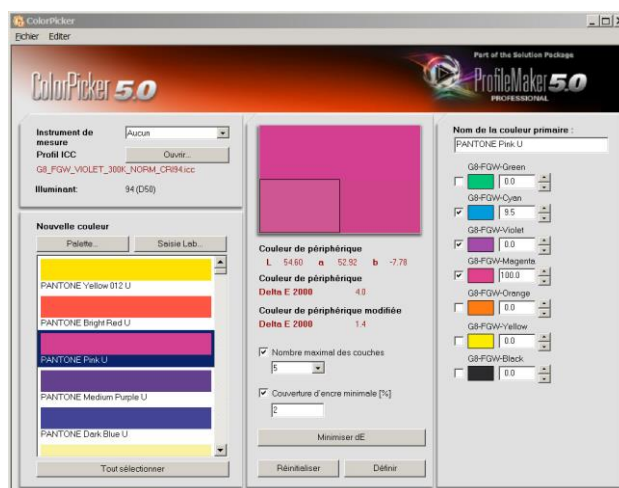 ColorPicker
Fichier Editer
ColorPicker 5.0
Part of the Solution Package
ProfileMaker 5.0
PROFESSIONAL
Instrument de mesure
Aucun
Profil ICC
Ouvrir...
G8_FGW_VIOLET_300K_NORM_CRI94.icc
Illuminant:
94 (D50)
Nouvelle couleur
Palette...
Saisie Lab...
PANTONE Yellow 012 U
PANTONE Bright Red U
PANTONE Pink U
PANTONE Medium Purple U
PANTONE Dark Blue U
Tout sélectionner
Couleur de périphérique
L 54.60 a 52.92 b -7.78
Couleur de périphérique
Delta E 2000 4.0
Couleur de périphérique modifiée
Delta E 2000 1.4
Nombre maximal des couches
5
Couverture d'encre minimale [%]
2
Minimiser dE
Réinitialiser
Définir
Nom de la couleur primaire :
PANTONE Pink U
G8-FGW-Green
0.0
G8-FGW-Cyan
9.5
G8-FGW-Violet
0.0
G8-FGW-Magenta
100.0
G8-FGW-Orange
0.0
G8-FGW-Yellow
0.0
G8-FGW-Black
0.0